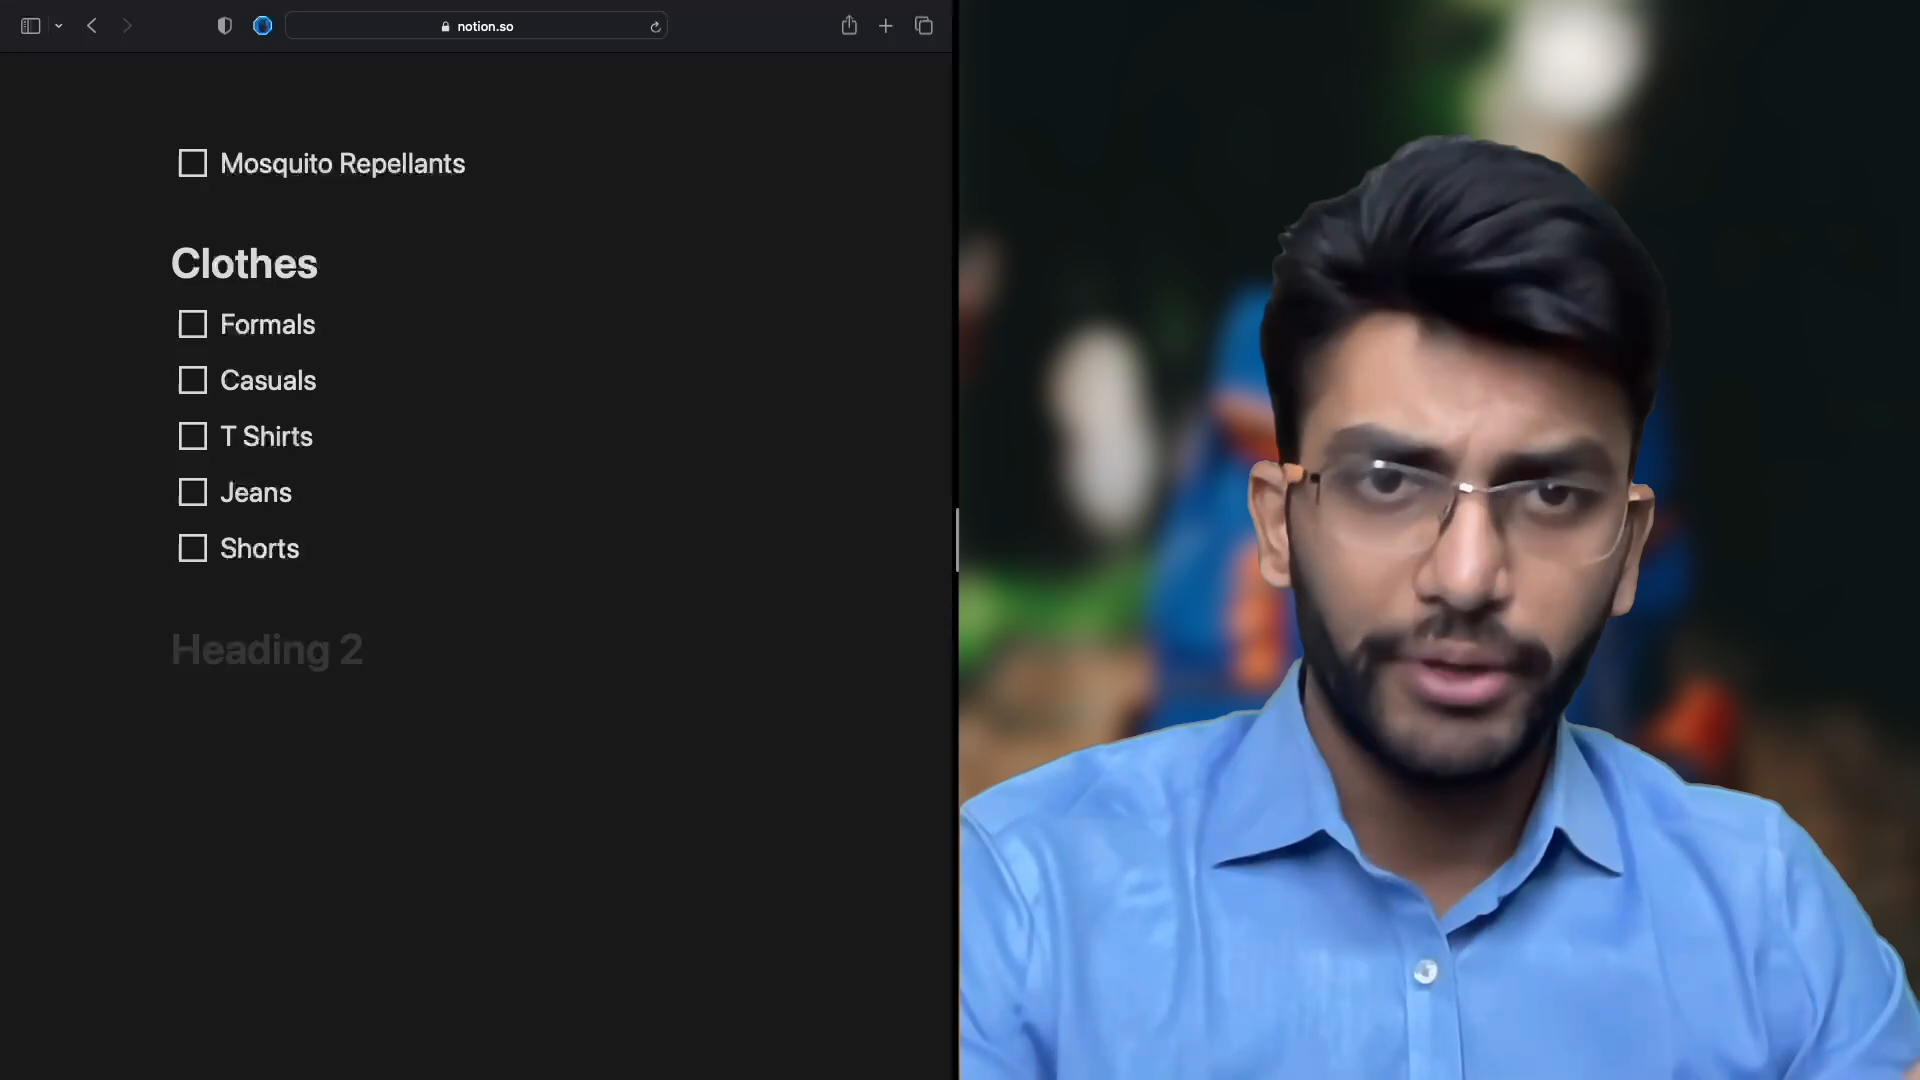 notion.so
Mosquito Repellants
Clothes
Formals
Casuals
T Shirts
Jeans
Shorts
Heading 2